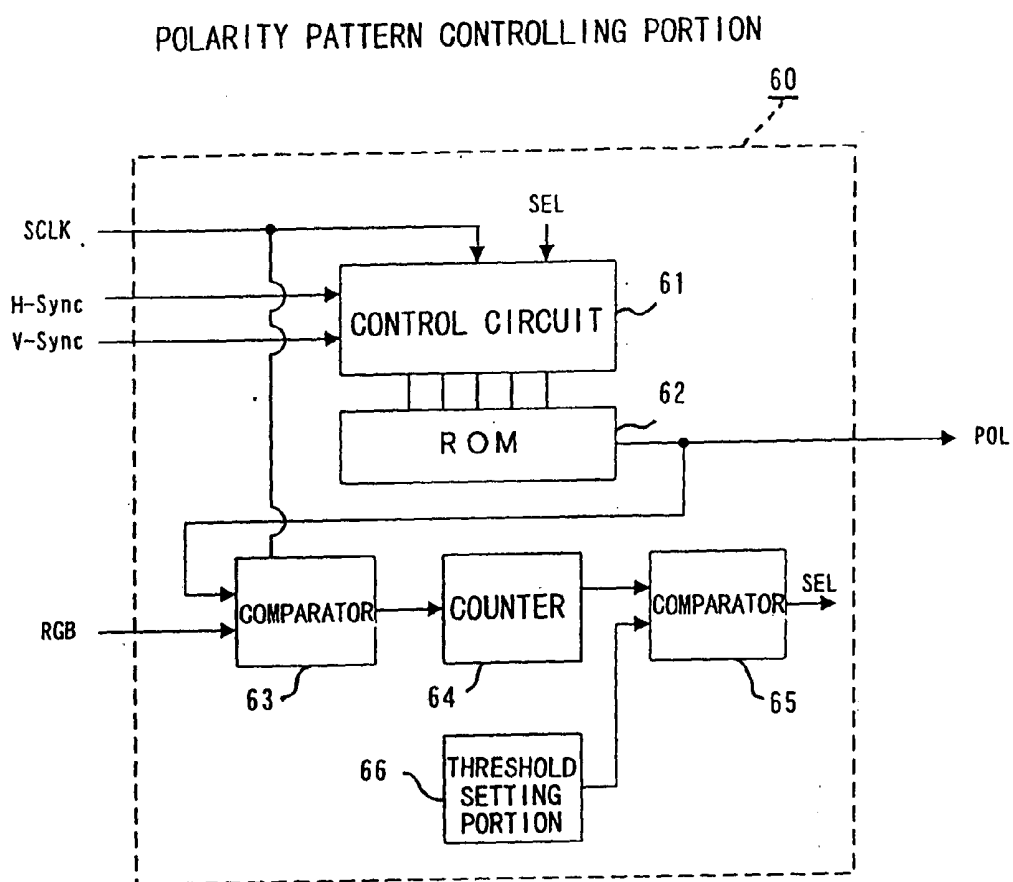 POLARITY PATTERN CONTROLLING PORTION
60
SCLK
SEL
H-Sync
V-Sync
CONTROL CIRCUIT
61
ROM
62
POL
RGB
COMPARATOR
63
COUNTER
64
COMPARATOR
65
SEL
66
THRESHOLD
SETTING
PORTION